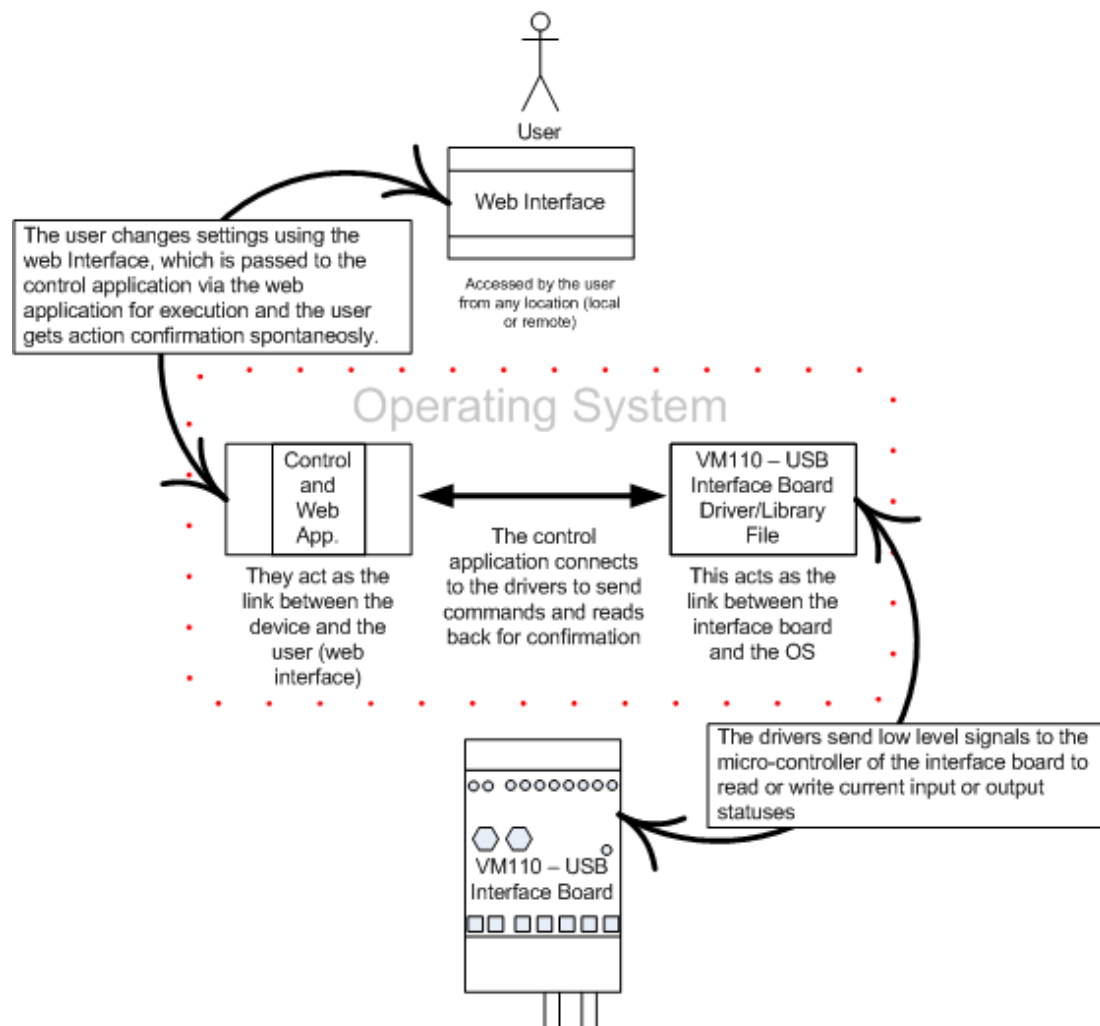 User
Web Interface
Accessed by the user
from any location (local
or remote)
The user changes settings using the
web Interface, which is passed to the
control application via the web
application for execution and the user
gets action confirmation spontaneosly.
Operating System
Control
and
Web
App.
They act as the
link between the
device and the
user (web
interface)
The control
application connects
to the drivers to send
commands and reads
back for confirmation
VM110 – USB
Interface Board
Driver/Library
File
This acts as the
link between the
interface board
and the OS
The drivers send low level signals to the
micro-controller of the interface board to
read or write current input or output
statuses
VM110 – USB
Interface Board